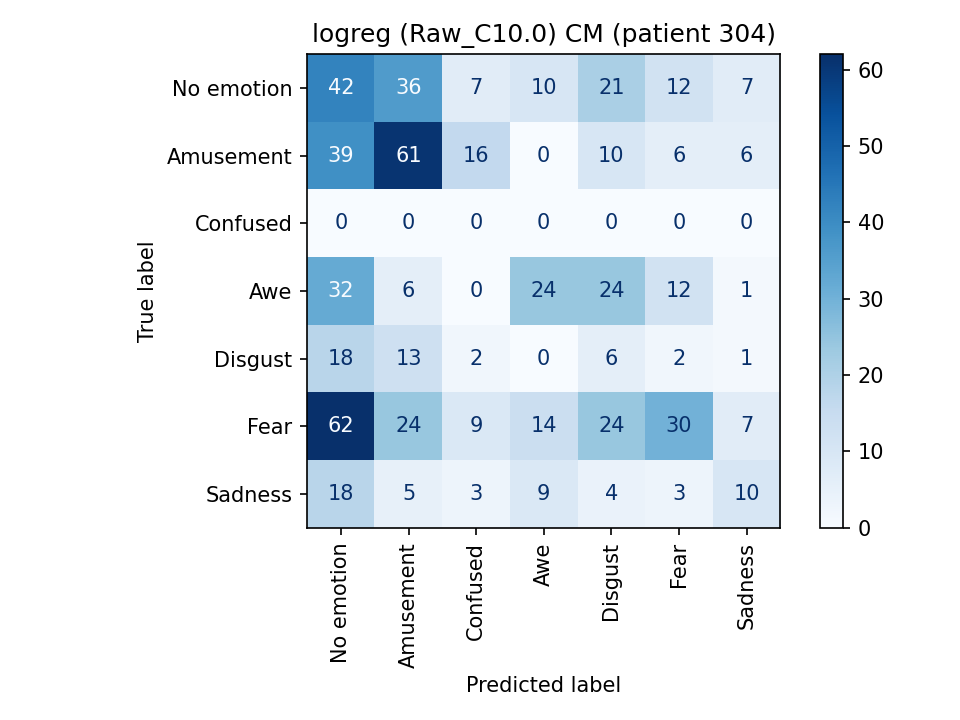 logreg (Raw_C10.0) CM (patient 304)
No emotion 42 36 7 10 21 12 7
Amusement 39 61 16 0 10 6 6
Confused 0 0 0 0 0 0 0
Awe 32 6 0 24 24 12 1
Disgust 18 13 2 0 6 2 1
Fear 62 24 9 14 24 30 7
Sadness 18 5 3 9 4 3 10
True label
No emotion Amusement Confused Awe Disgust Fear Sadness
Predicted label
60
50
40
30
20
10
0